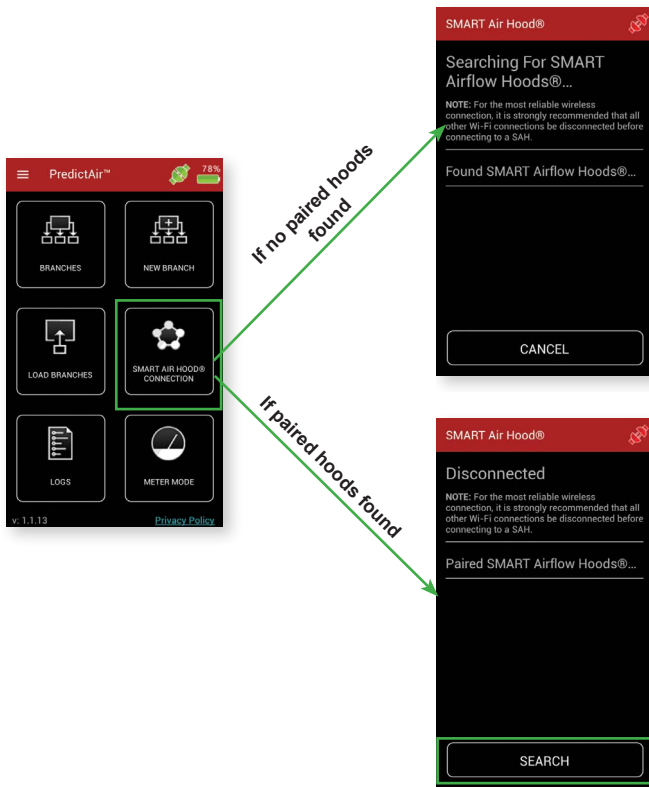 PredictAir™
78%
BRANCHES
NEW BRANCH
LOAD BRANCHES
SMART AIR HOOD®
CONNECTION
LOGS
METER MODE
v: 1.1.13
Privacy Policy
If no paired hoods
found
If paired hoods found
SMART Air Hood®
Searching For SMART
Airflow Hoods®...
NOTE: For the most reliable wireless
connection, it is strongly recommended that all
other Wi-Fi connections be disconnected before
connecting to a SAH.
Found SMART Airflow Hoods®...
CANCEL
SMART Air Hood®
Disconnected
NOTE: For the most reliable wireless
connection, it is strongly recommended that all
other Wi-Fi connections be disconnected before
connecting to a SAH.
Paired SMART Airflow Hoods®...
SEARCH